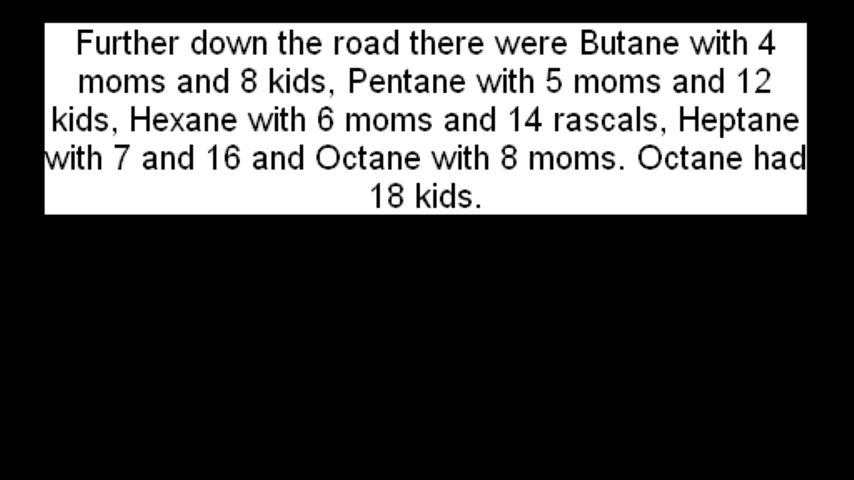 Further down the road there were Butane with 4
moms and 8 kids, Pentane with 5 moms and 12
kids, Hexane with 6 moms and 14 rascals, Heptane
with 7 and 16 and Octane with 8 moms. Octane had
18 kids.